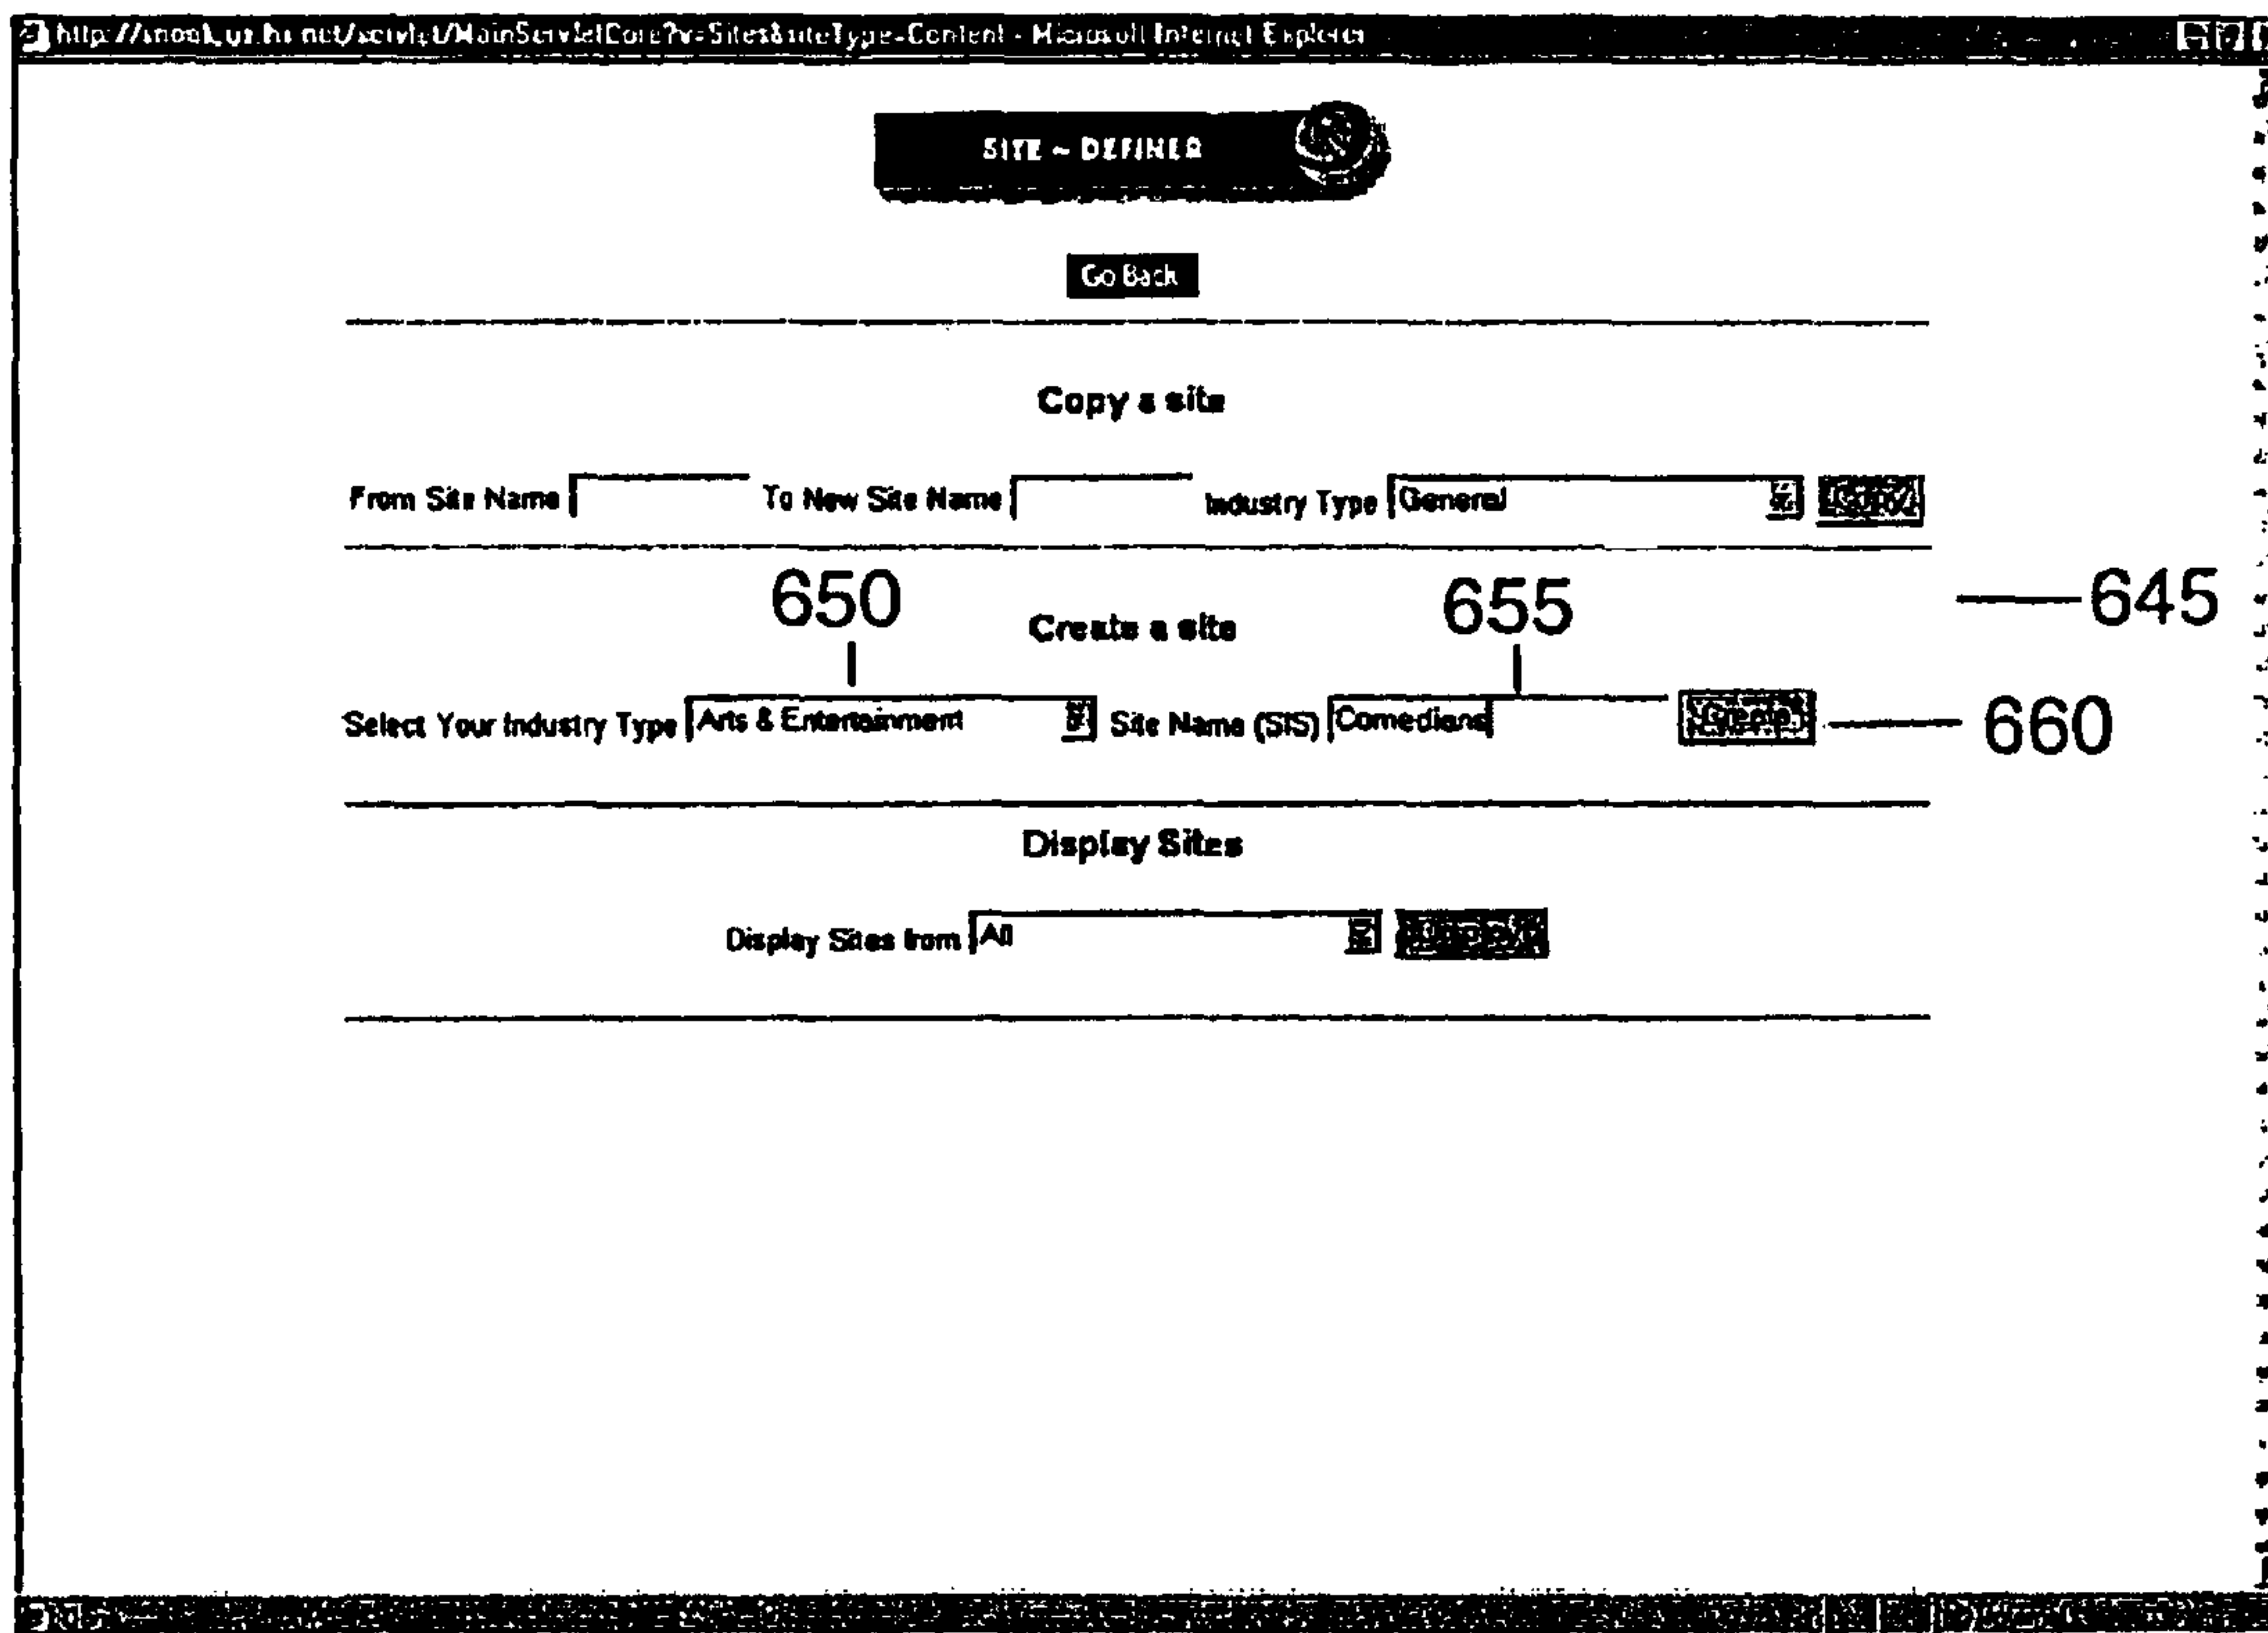 SITE ~ DEFINER
Go Back
Copy a site
From Site Name To New Site Name Industry Type General Copy
650 655 645
Create a site
Select Your Industry Type Arts & Entertainment Site Name (SIS) Comedians Create 660
Display Sites
Display Sites from All